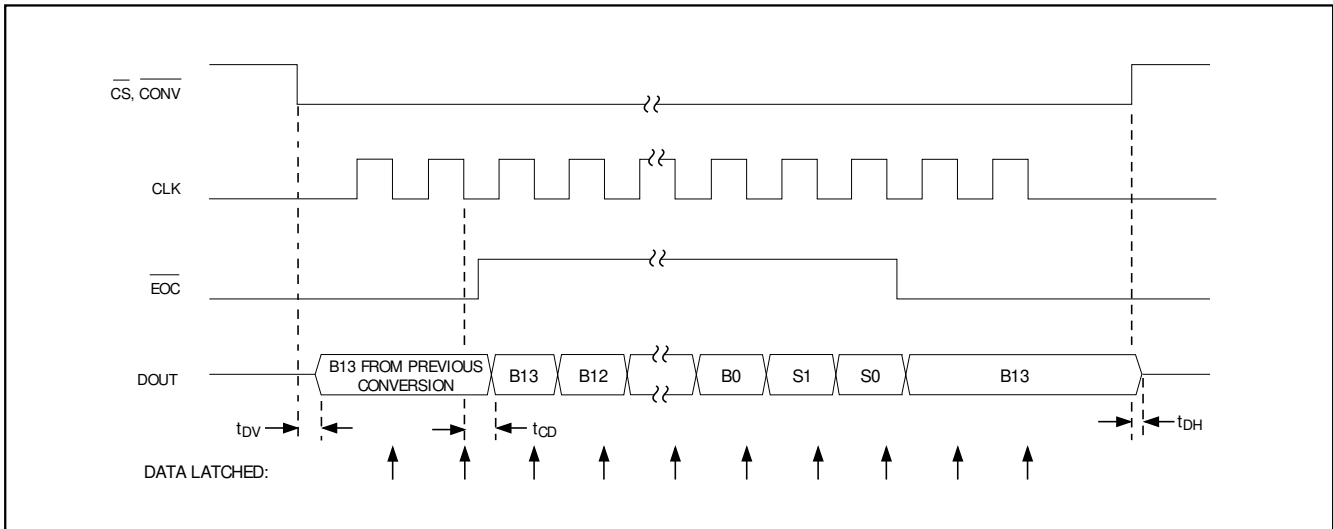 CS, CONV
CLK
EOC
DOUT
B13 FROM PREVIOUS
CONVERSION
B13
B12
B0
S1
S0
B13
tDV
tCD
tDH
DATA LATCHED: